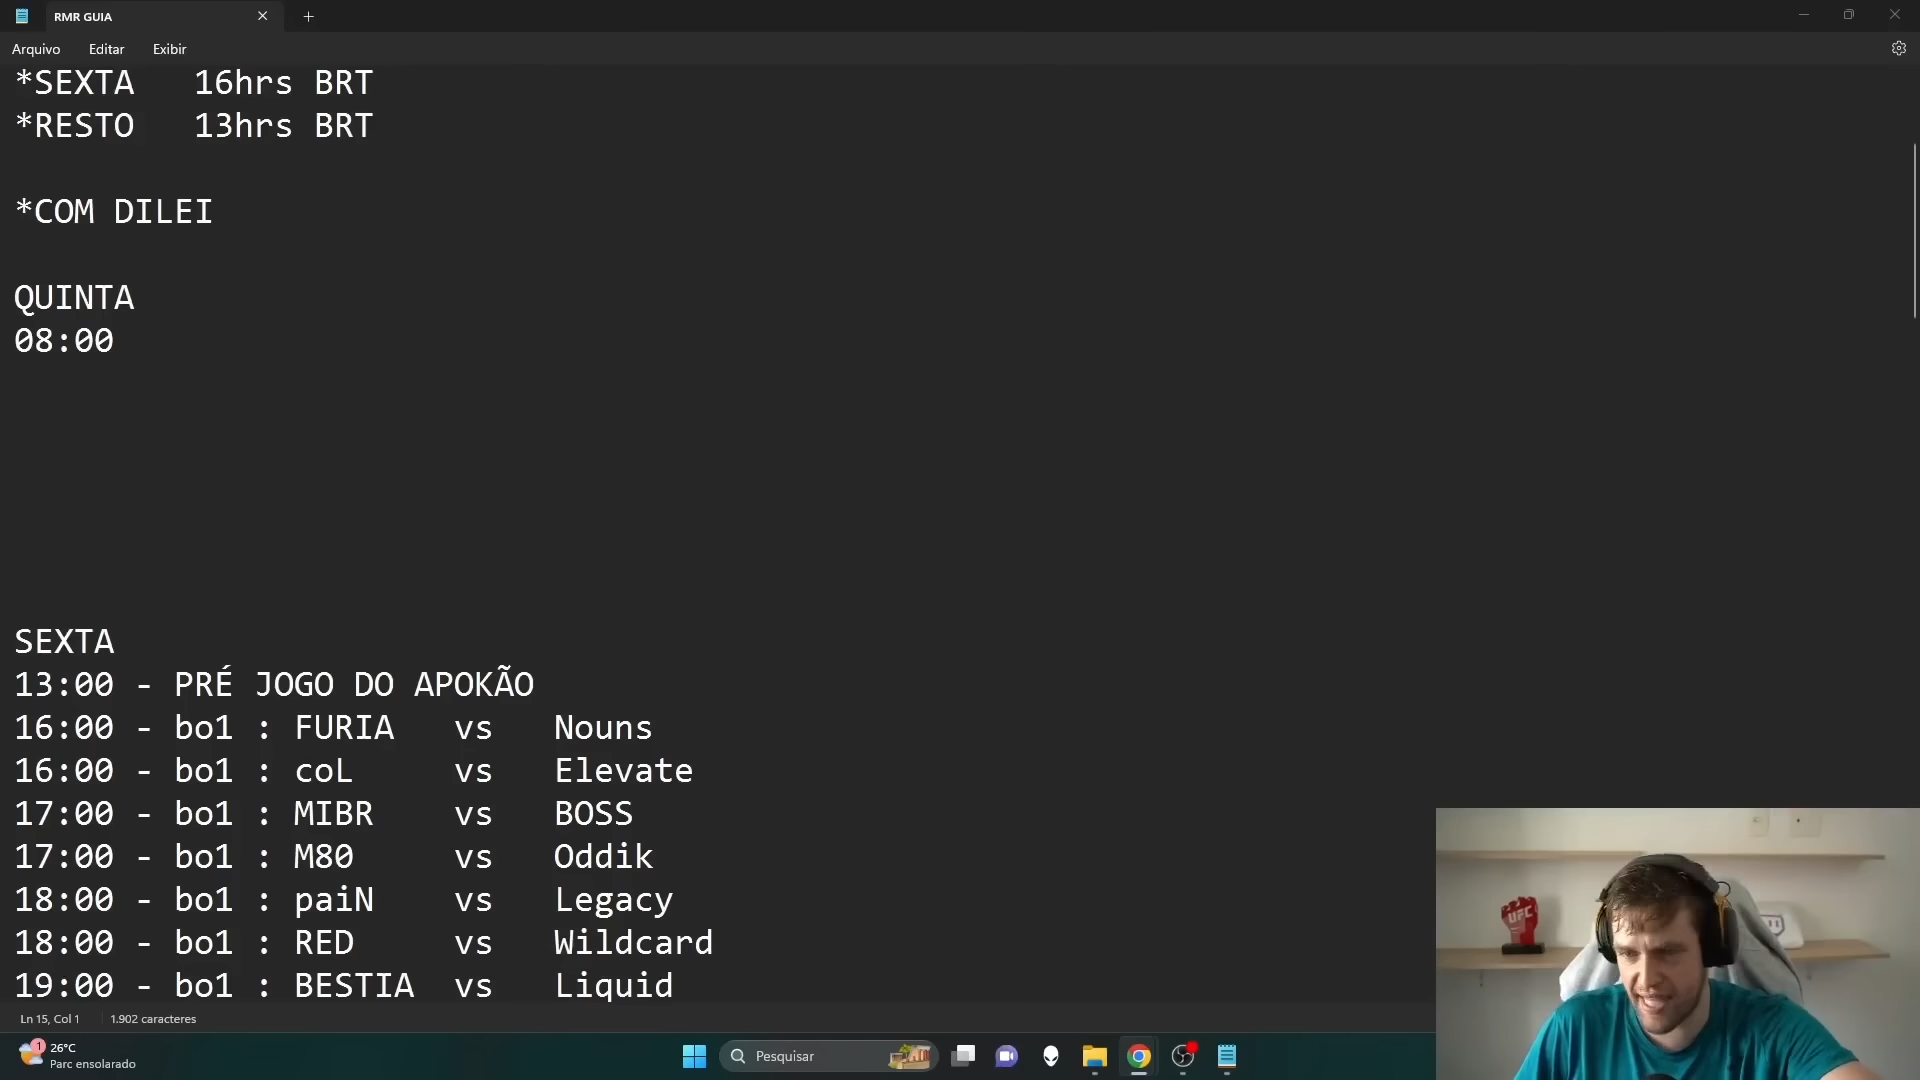 RMR GUIA
Arquivo Editar Exibir
*SEXTA 16hrs BRT
*RESTO 13hrs BRT
*COM DILEI
QUINTA
08:00
SEXTA
13:00 - PRÉ JOGO DO APOKÃO
16:00 - bo1 : FURIA vs Nouns
16:00 - bo1 : coL vs Elevate
17:00 - bo1 : MIBR vs BOSS
17:00 - bo1 : M80 vs Oddik
18:00 - bo1 : paiN vs Legacy
18:00 - bo1 : RED vs Wildcard
19:00 - bo1 : BESTIA vs Liquid
UFC
Ln 15, Col 1 1.902 caracteres
1
26°C
Parc ensolarado
Pesquisar